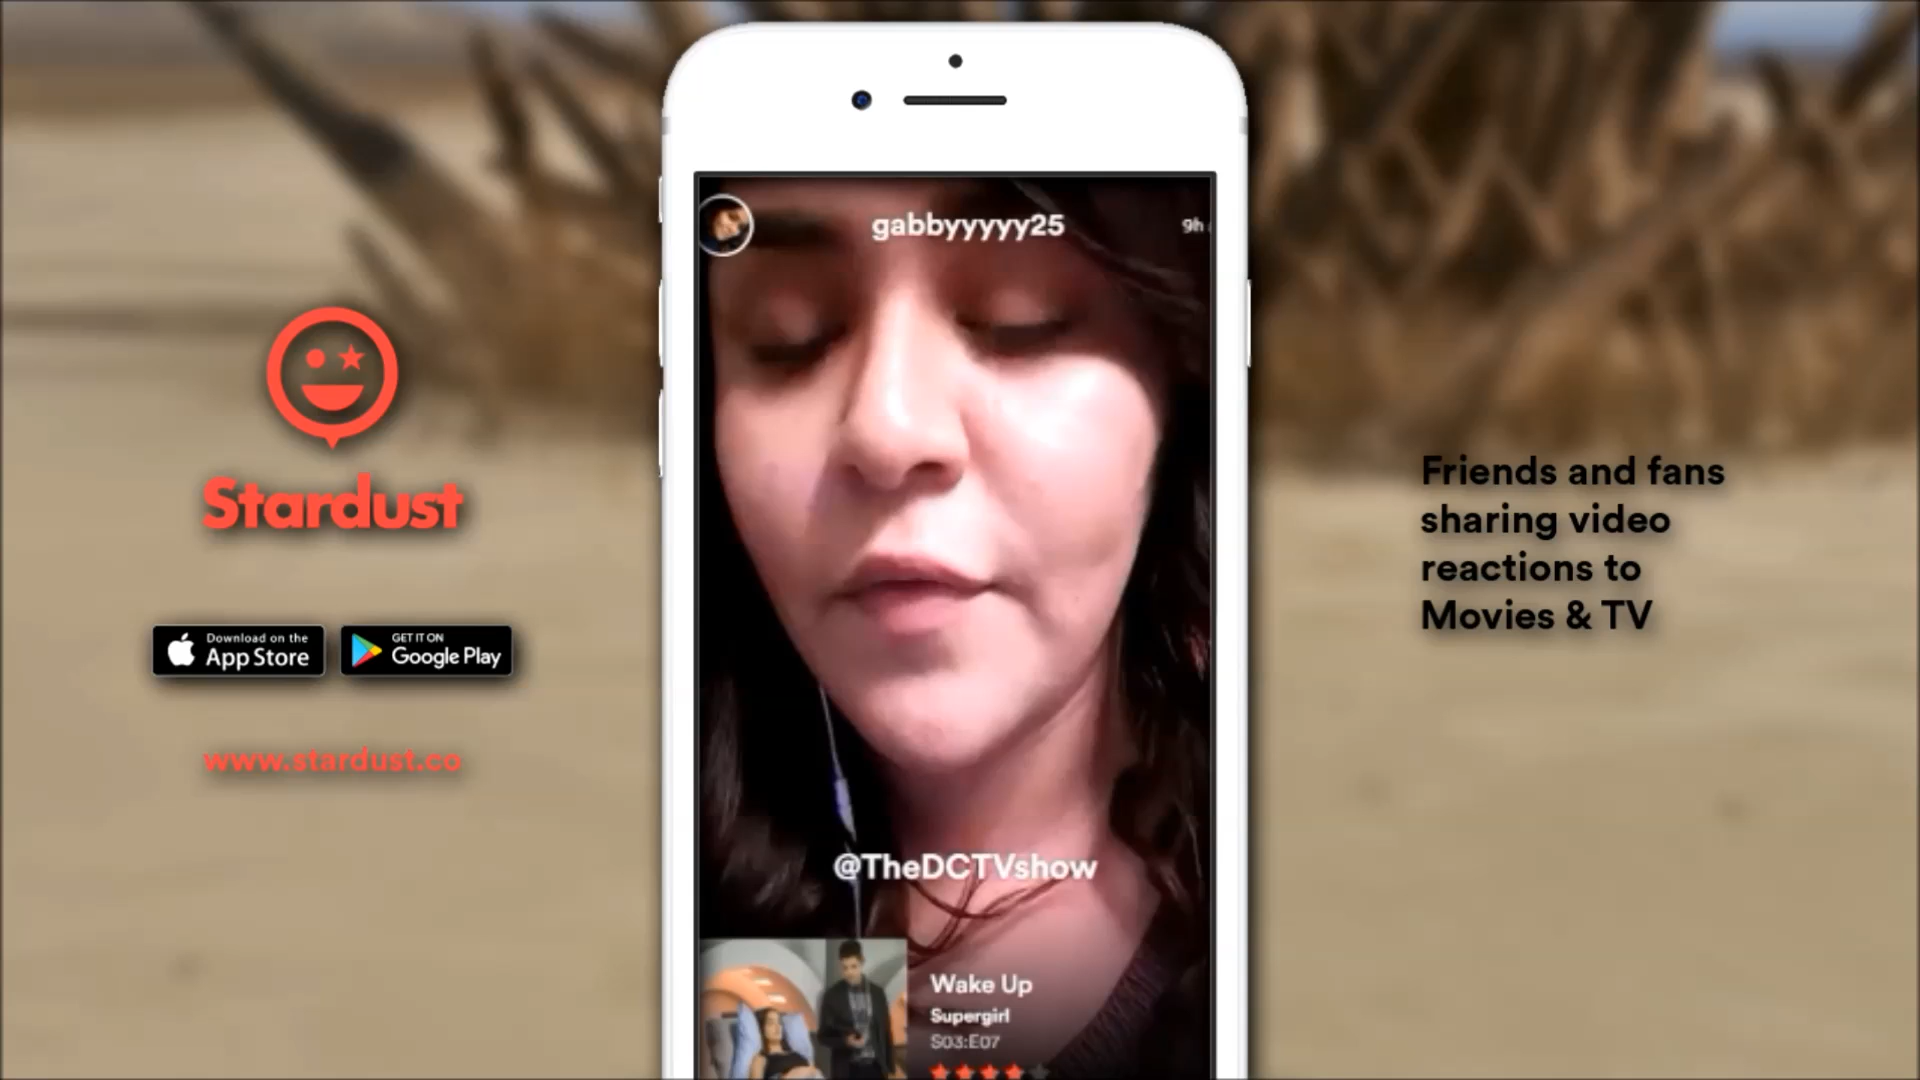 gabbyyyyy25
9h
Stardust
Download on the
App Store
GET IT ON
Google Play
www.stardust.co
Friends and fans
sharing video
reactions to
Movies & TV
@TheDCTVshow
Wake Up
Supergirl
S03:E07